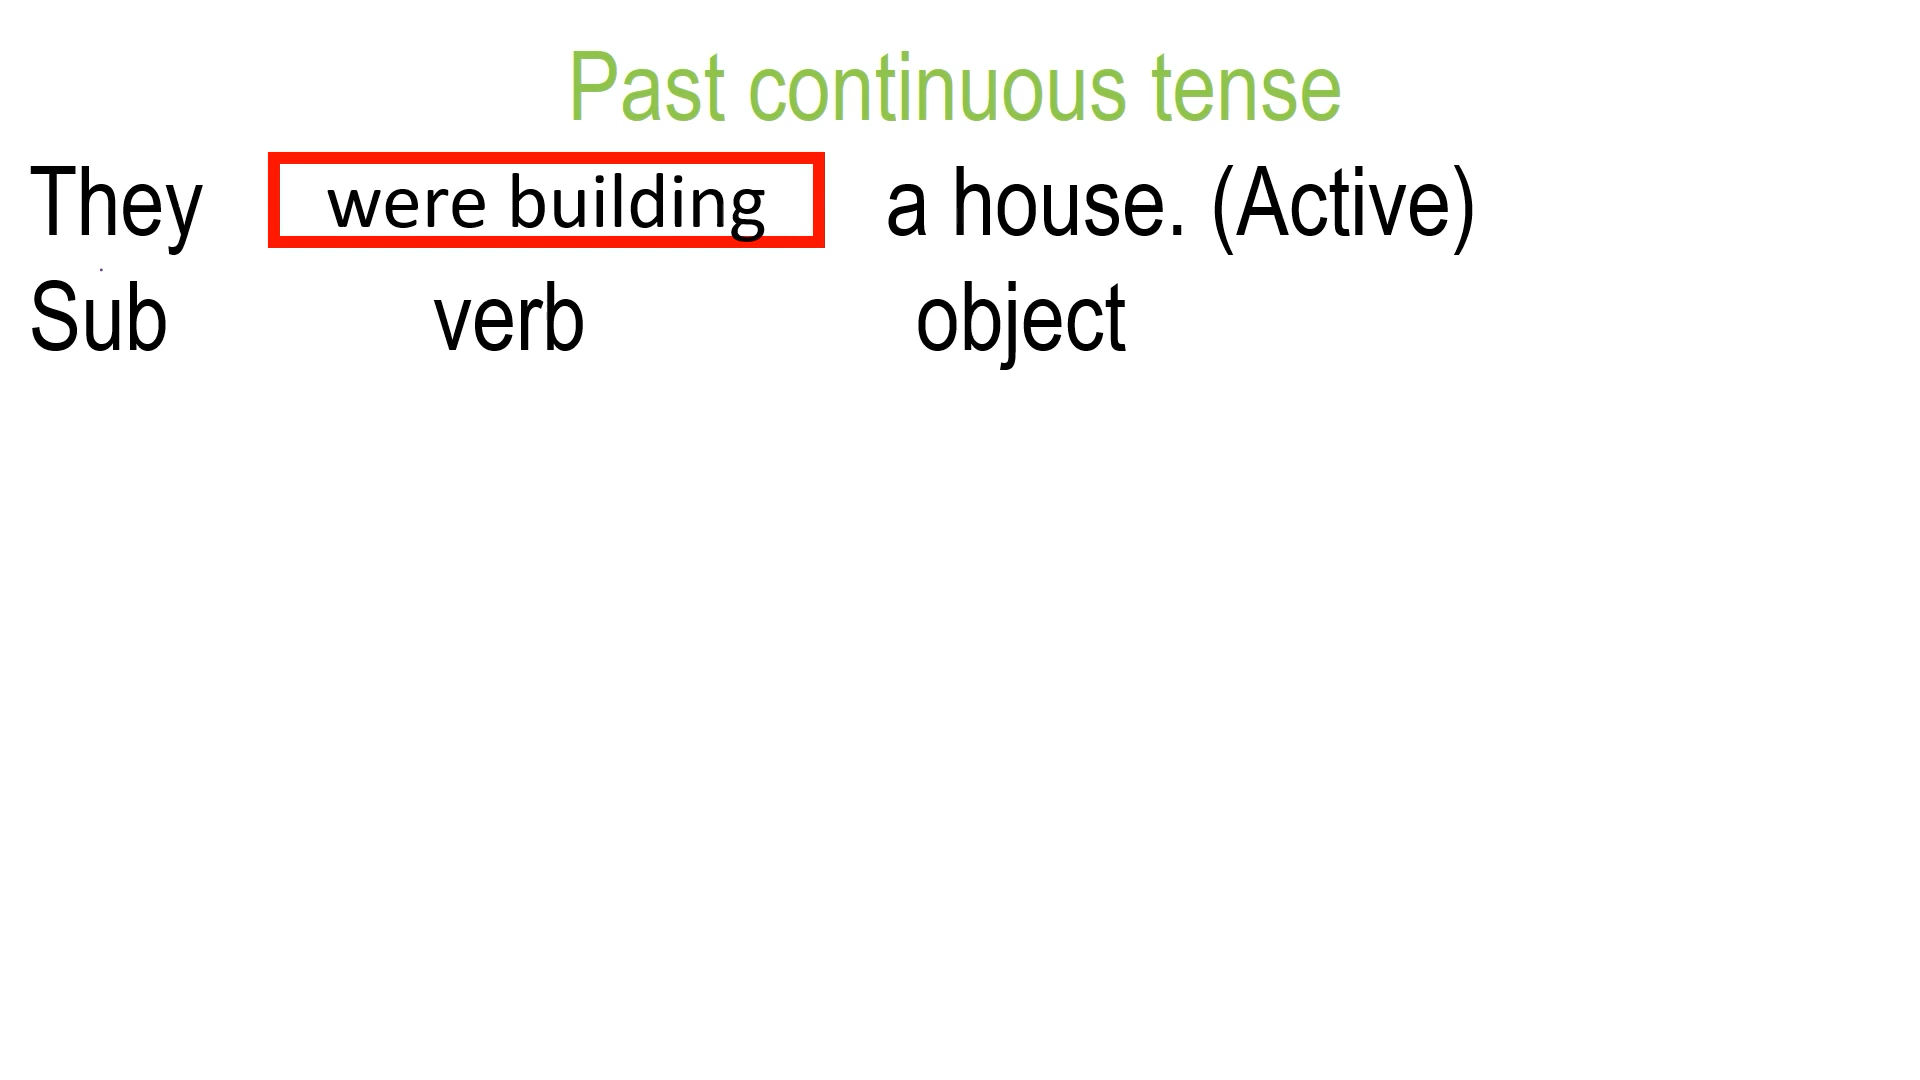 Past continuous tense
They were building a house. (Active)
Sub verb object